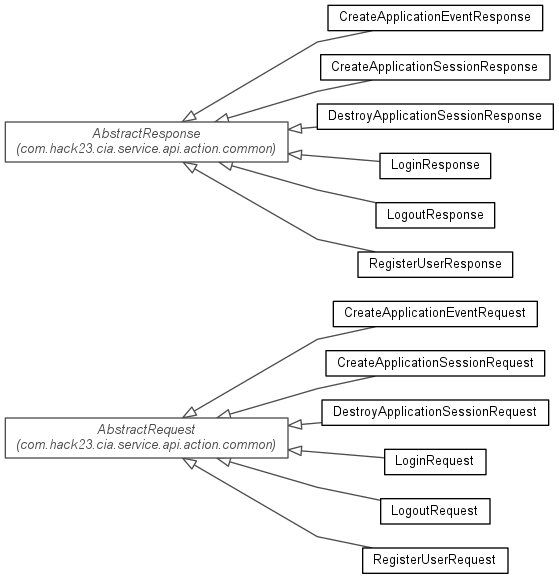 CreateApplicationEventResponse
CreateApplicationSessionResponse
DestroyApplicationSessionResponse
AbstractResponse
(com.hack23.cia.service.api.action.common)
LoginResponse
LogoutResponse
RegisterUserResponse
CreateApplicationEventRequest
CreateApplicationSessionRequest
DestroyApplicationSessionRequest
AbstractRequest
(com.hack23.cia.service.api.action.common)
LoginRequest
LogoutRequest
RegisterUserRequest